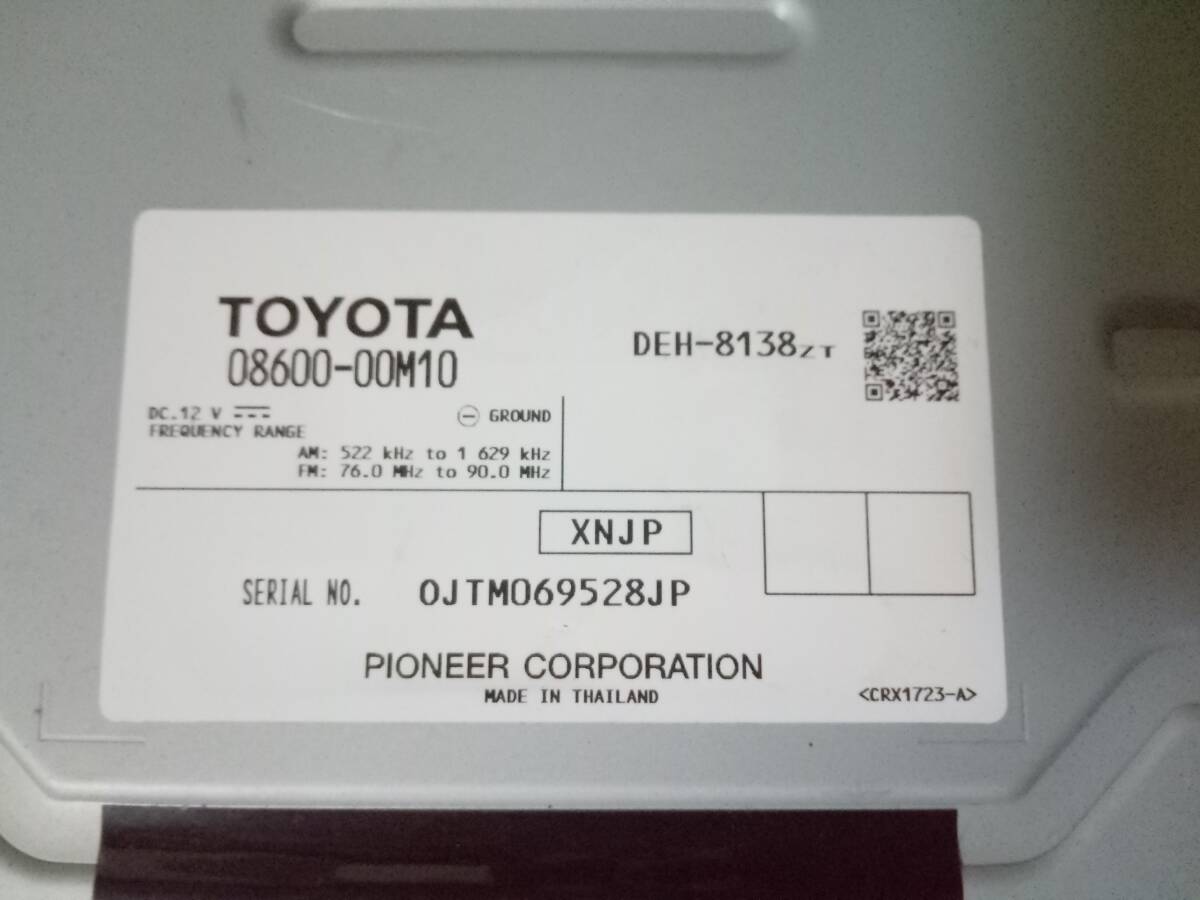 TOYOTA
08600-00M10
DEH-8138ZT
DC.12 V
GROUND
FREQUENCY RANGE
AM: 522 kHz to 1 629 kHz
FM: 76.0 MHz to 90.0 MHz
XNJP
SERIAL NO. 0JTM069528JP
PIONEER CORPORATION
MADE IN THAILAND
<CRX1723-A>